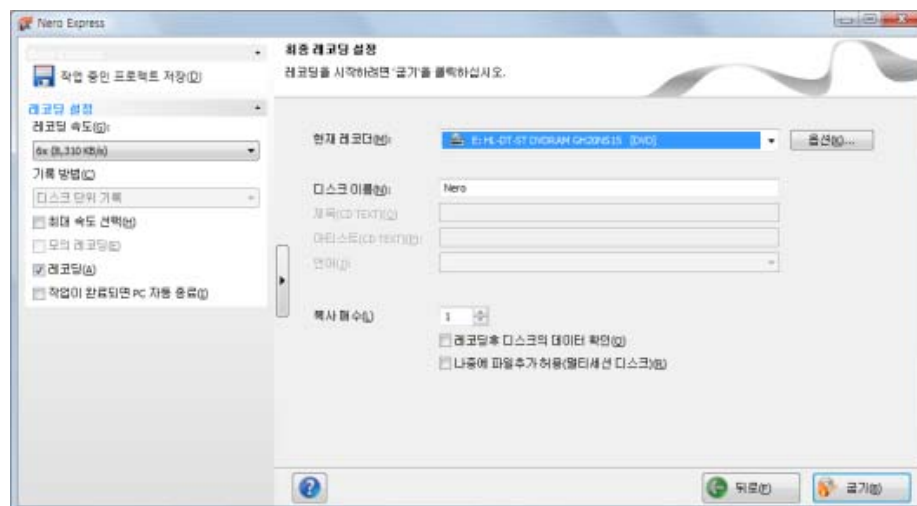 Nero Express
작업 중인 프로젝트 저장(D)
레코딩 설정
레코딩 속도(G):
6x (8,310 KB/s)
기록 방법(C)
디스크 단위 기록
최대 속도 선택(H)
모의 레코딩(E)
레코딩(A)
작업이 완료되면 PC 자동 종료(I)
최종 레코딩 설정
레코딩을 시작하려면 '굽기'를 클릭하십시오.
현재 레코더(M):
E: HL-DT-ST DVDRAM GH20NS15 [DVD]
옵션(K)...
디스크 이름(N):
Nero
제목(CD TEXT)(O)
아티스트(CD TEXT)(P):
언어(J):
복사 매수(L)
1
레코딩후 디스크의 데이터 확인(Q)
나중에 파일추가 허용(멀티세션 디스크)(R)
뒤로(F)
굽기(B)